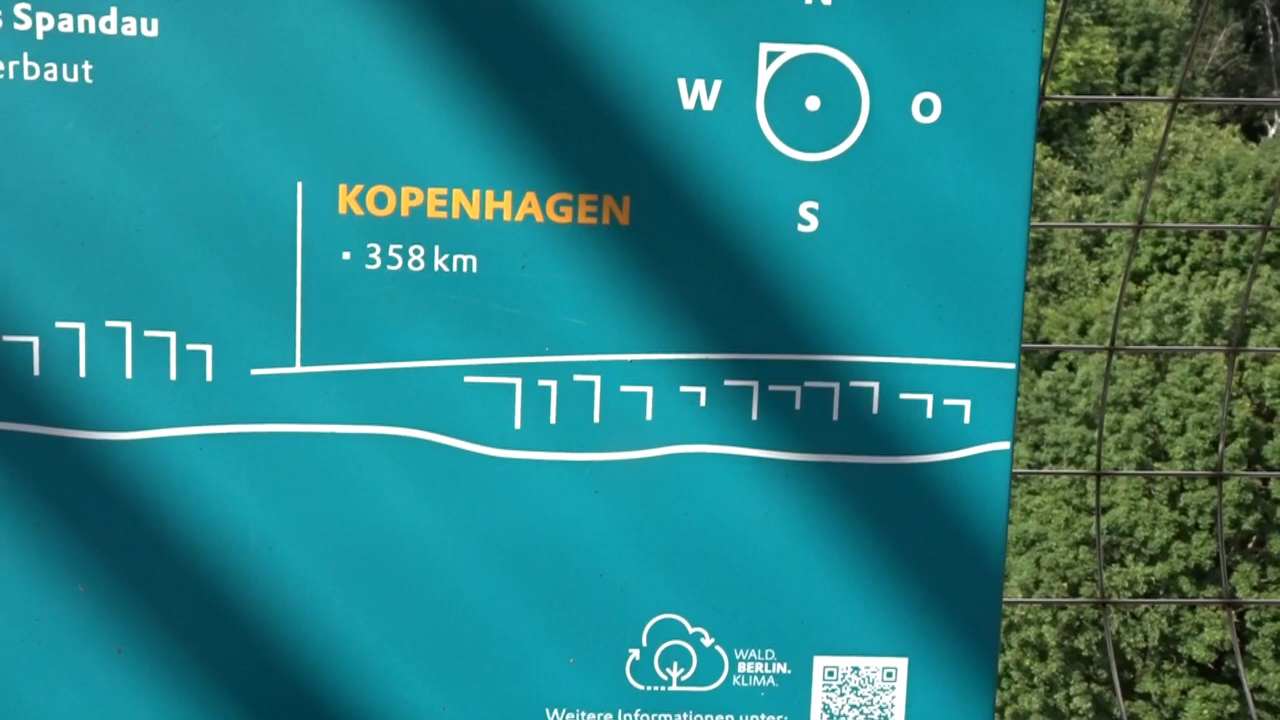 Spandau
erbaut
N
W
O
S
KOPENHAGEN
· 358 km
WALD.
BERLIN.
KLIMA.
Weitere Informationen unter: